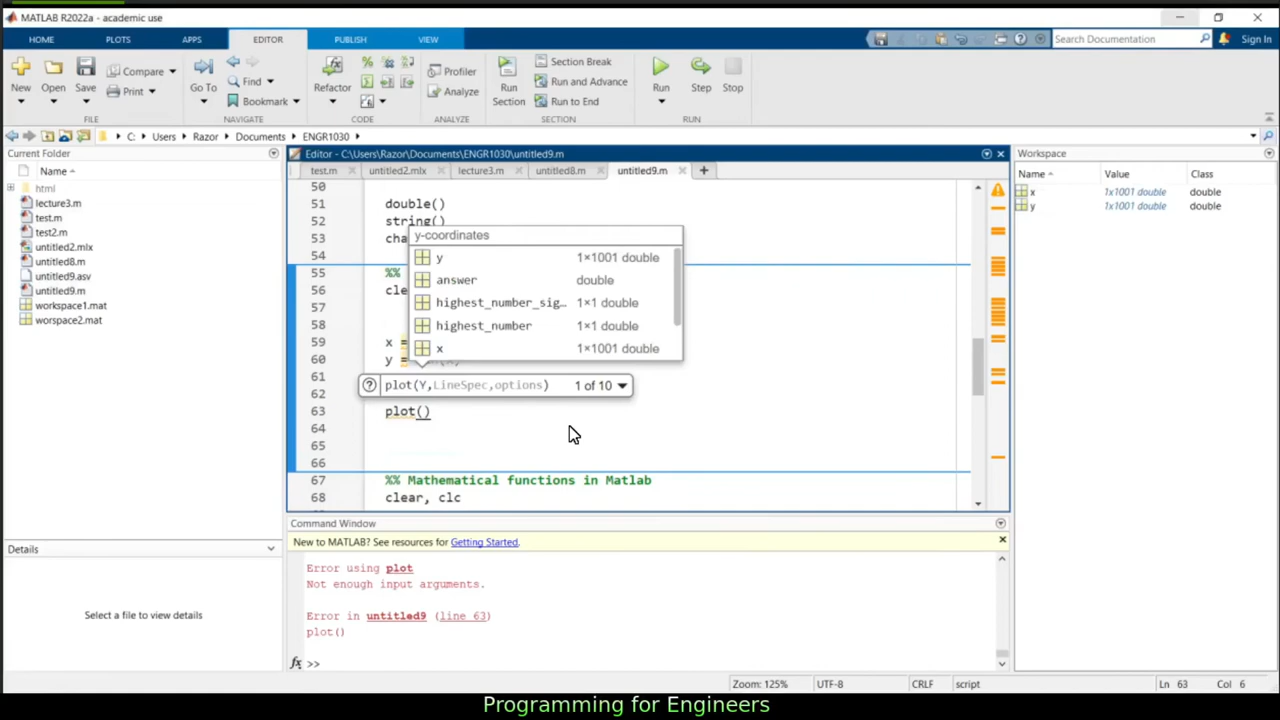 MATLAB R2022a - academic use
HOME PLOTS APPS EDITOR PUBLISH VIEW Search Documentation Sign In
New Open Save Compare Print Go To Find Bookmark Refactor Profiler Analyze Run Section Section Break Run and Advance Run to End Run Step Stop
FILE NAVIGATE CODE ANALYZE SECTION RUN
C: Users Razor Documents ENGR1030
Current Folder
Name
html
lecture3.m
test.m
test2.m
untitled2.mlx
untitled8.m
untitled9.asv
untitled9.m
workspace1.mat
worspace2.mat
Details
Select a file to view details
Editor - C:\Users\Razor\Documents\ENGR1030\untitled9.m
test.m untitled2.mlx lecture3.m untitled8.m untitled9.m
50
51 double()
52 string()
53 cha
54
55 %%
56 cle
57
58
59 x =
60 y =
61
62
63 plot()
64
65
66
67 %% Mathematical functions in Matlab
68 clear, clc
y-coordinates
y 1×1001 double
answer double
highest_number_sig... 1×1 double
highest_number 1×1 double
x 1×1001 double
plot(Y,LineSpec,options) 1 of 10
Command Window
New to MATLAB? See resources for Getting Started.
Error using plot
Not enough input arguments.
Error in untitled9 (line 63)
plot()
fx >>
Workspace
Name Value Class
x 1x1001 double double
y 1x1001 double double
Zoom: 125% UTF-8 CRLF script Ln 63 Col 6
Programming for Engineers